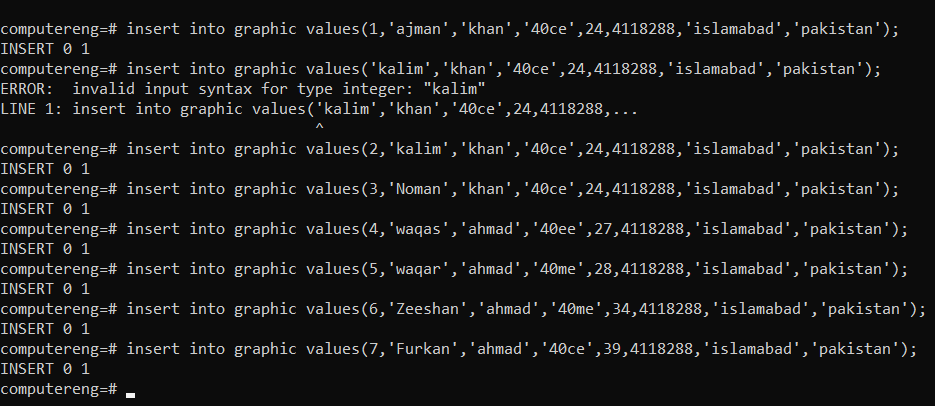 computereng=# insert into graphic values(1,'ajman','khan','40ce',24,4118288,'islamabad','pakistan');
INSERT 0 1
computereng=# insert into graphic values('kalim','khan','40ce',24,4118288,'islamabad','pakistan');
ERROR:  invalid input syntax for type integer: "kalim"
LINE 1: insert into graphic values('kalim','khan','40ce',24,4118288,...
                                   ^
computereng=# insert into graphic values(2,'kalim','khan','40ce',24,4118288,'islamabad','pakistan');
INSERT 0 1
computereng=# insert into graphic values(3,'Noman','khan','40ce',24,4118288,'islamabad','pakistan');
INSERT 0 1
computereng=# insert into graphic values(4,'waqas','ahmad','40ee',27,4118288,'islamabad','pakistan');
INSERT 0 1
computereng=# insert into graphic values(5,'waqar','ahmad','40me',28,4118288,'islamabad','pakistan');
INSERT 0 1
computereng=# insert into graphic values(6,'Zeeshan','ahmad','40me',34,4118288,'islamabad','pakistan');
INSERT 0 1
computereng=# insert into graphic values(7,'Furkan','ahmad','40ce',39,4118288,'islamabad','pakistan');
INSERT 0 1
computereng=#